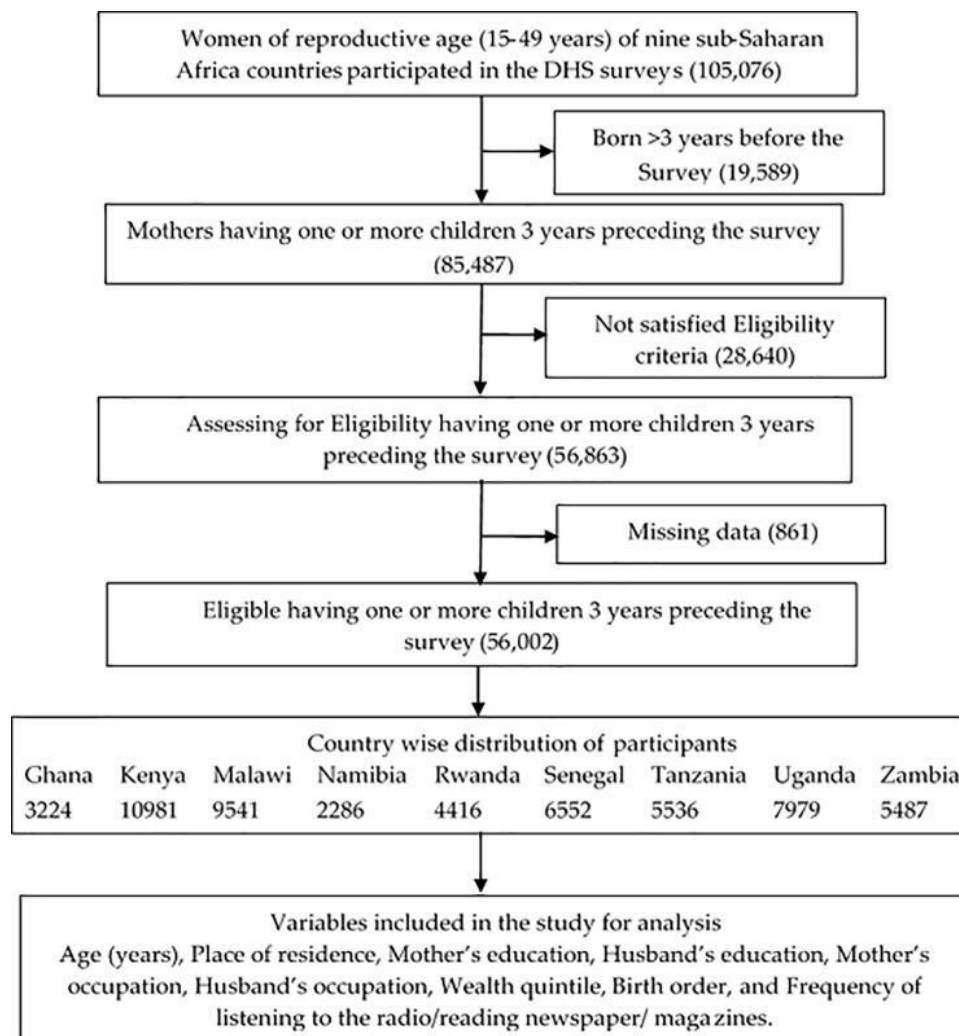 Women of reproductive age (15-49 years) of nine sub-Saharan
Africa countries participated in the DHS surveys (105,076)
Born >3 years before the
Survey (19,589)
Mothers having one or more children 3 years preceding the survey
(85,487)
Not satisfied Eligibility
criteria (28,640)
Assessing for Eligibility having one or more children 3 years
preceding the survey (56,863)
Missing data (861)
Eligible having one or more children 3 years preceding the
survey (56,002)
Country wise distribution of participants
Ghana Kenya Malawi Namibia Rwanda Senegal Tanzania Uganda Zambia
3224 10981 9541 2286 4416 6552 5536 7979 5487
Variables included in the study for analysis
Age (years), Place of residence, Mother's education, Husband's education, Mother's
occupation, Husband's occupation, Wealth quintile, Birth order, and Frequency of
listening to the radio/reading newspaper/ magazines.